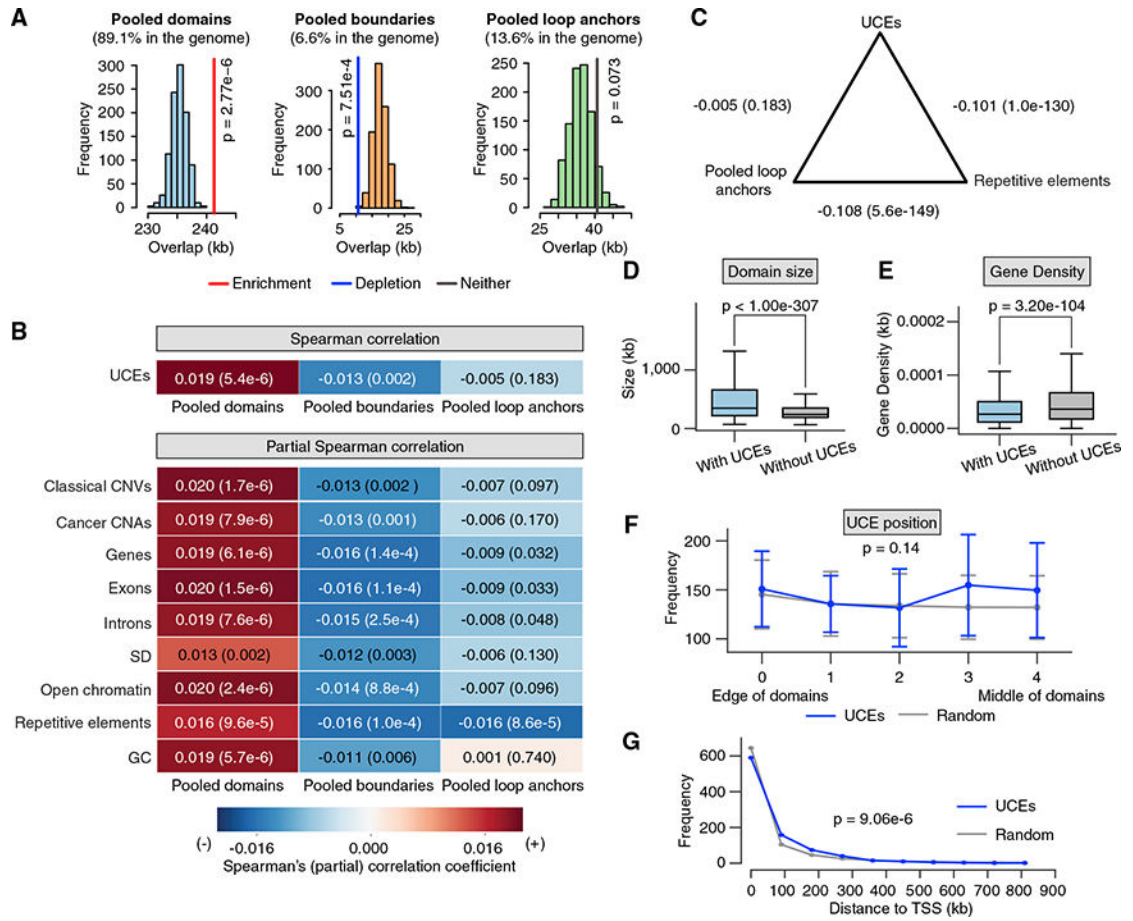 A
Pooled domains
(89.1% in the genome)
Pooled boundaries
(6.6% in the genome)
Pooled loop anchors
(13.6% in the genome)
Frequency
300
250
200
150
100
50
0
p = 2.77e−6
230
240
Overlap (kb)
Frequency
300
200
100
0
p = 7.51e-4
5
25
Overlap (kb)
Frequency
250
200
150
100
50
0
p = 0.073
25
40
Overlap (kb)
Enrichment
Depletion
Neither
B
Spearman correlation
UCEs
0.019 (5.4e-6)
-0.013 (0.002)
-0.005 (0.183)
Pooled domains
Pooled boundaries
Pooled loop anchors
Partial Spearman correlation
Classical CNVs
0.020 (1.7e-6)
-0.013 (0.002 )
-0.007 (0.097)
Cancer CNAs
0.019 (7.9e-6)
-0.013 (0.001)
-0.006 (0.170)
Genes
0.019 (6.1e-6)
-0.016 (1.4e-4)
-0.009 (0.032)
Exons
0.020 (1.5e-6)
-0.016 (1.1e-4)
-0.009 (0.033)
Introns
0.019 (7.6e-6)
-0.015 (2.5e-4)
-0.008 (0.048)
SD
0.013 (0.002)
-0.012 (0.003)
-0.006 (0.130)
Open chromatin
0.020 (2.4e-6)
-0.014 (8.8e-4)
-0.007 (0.096)
Repetitive elements
0.016 (9.6e-5)
-0.016 (1.0e-4)
-0.016 (8.6e-5)
GC
0.019 (5.7e-6)
-0.011 (0.006)
0.001 (0.740)
Pooled domains
Pooled boundaries
Pooled loop anchors
(-)
-0.016
0.000
0.016
(+)
Spearman's (partial) correlation coefficient
C
UCEs
-0.005 (0.183)
-0.101 (1.0e-130)
Pooled loop
anchors
Repetitive elements
-0.108 (5.6e-149)
D
Domain size
p < 1.00e-307
Size (kb)
1,000
0
With UCEs
Without UCEs
E
Gene Density
p = 3.20e-104
Gene Density (kb)
0.0002
0.0001
0.0000
With UCEs
Without UCEs
F
UCE position
p = 0.14
Frequency
200
150
100
0
1
2
3
4
Edge of domains
Middle of domains
UCEs
Random
G
Frequency
600
400
200
0
p = 9.06e-6
UCEs
Random
0
100
200
300
400
500
600
700
800
900
Distance to TSS (kb)